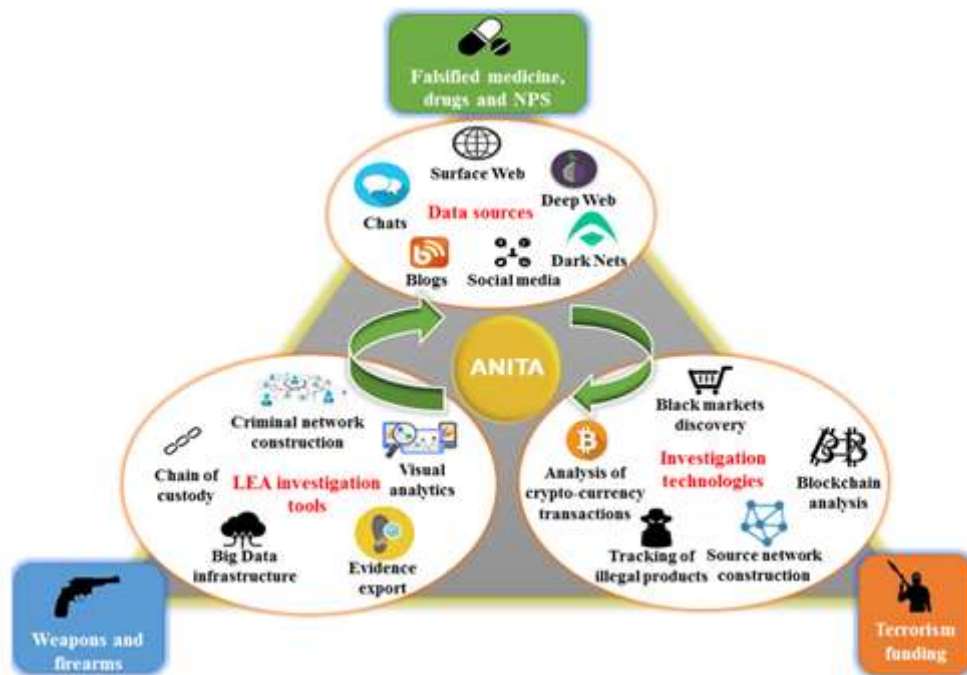 Falsified medicine,
drugs and NPS
Surface Web
Deep Web
Chats
Data sources
Dark Nets
Blogs
Social media
ANITA
Criminal network
construction
Chain of
custody
LEA investigation
tools
Visual
analytics
Big Data
infrastructure
Evidence
export
Black markets
discovery
Analysis of
crypto-currency
transactions
Investigation
technologies
Blockchain
analysis
Tracking of
illegal products
Source network
construction
Weapons and
firearms
Terrorism
funding